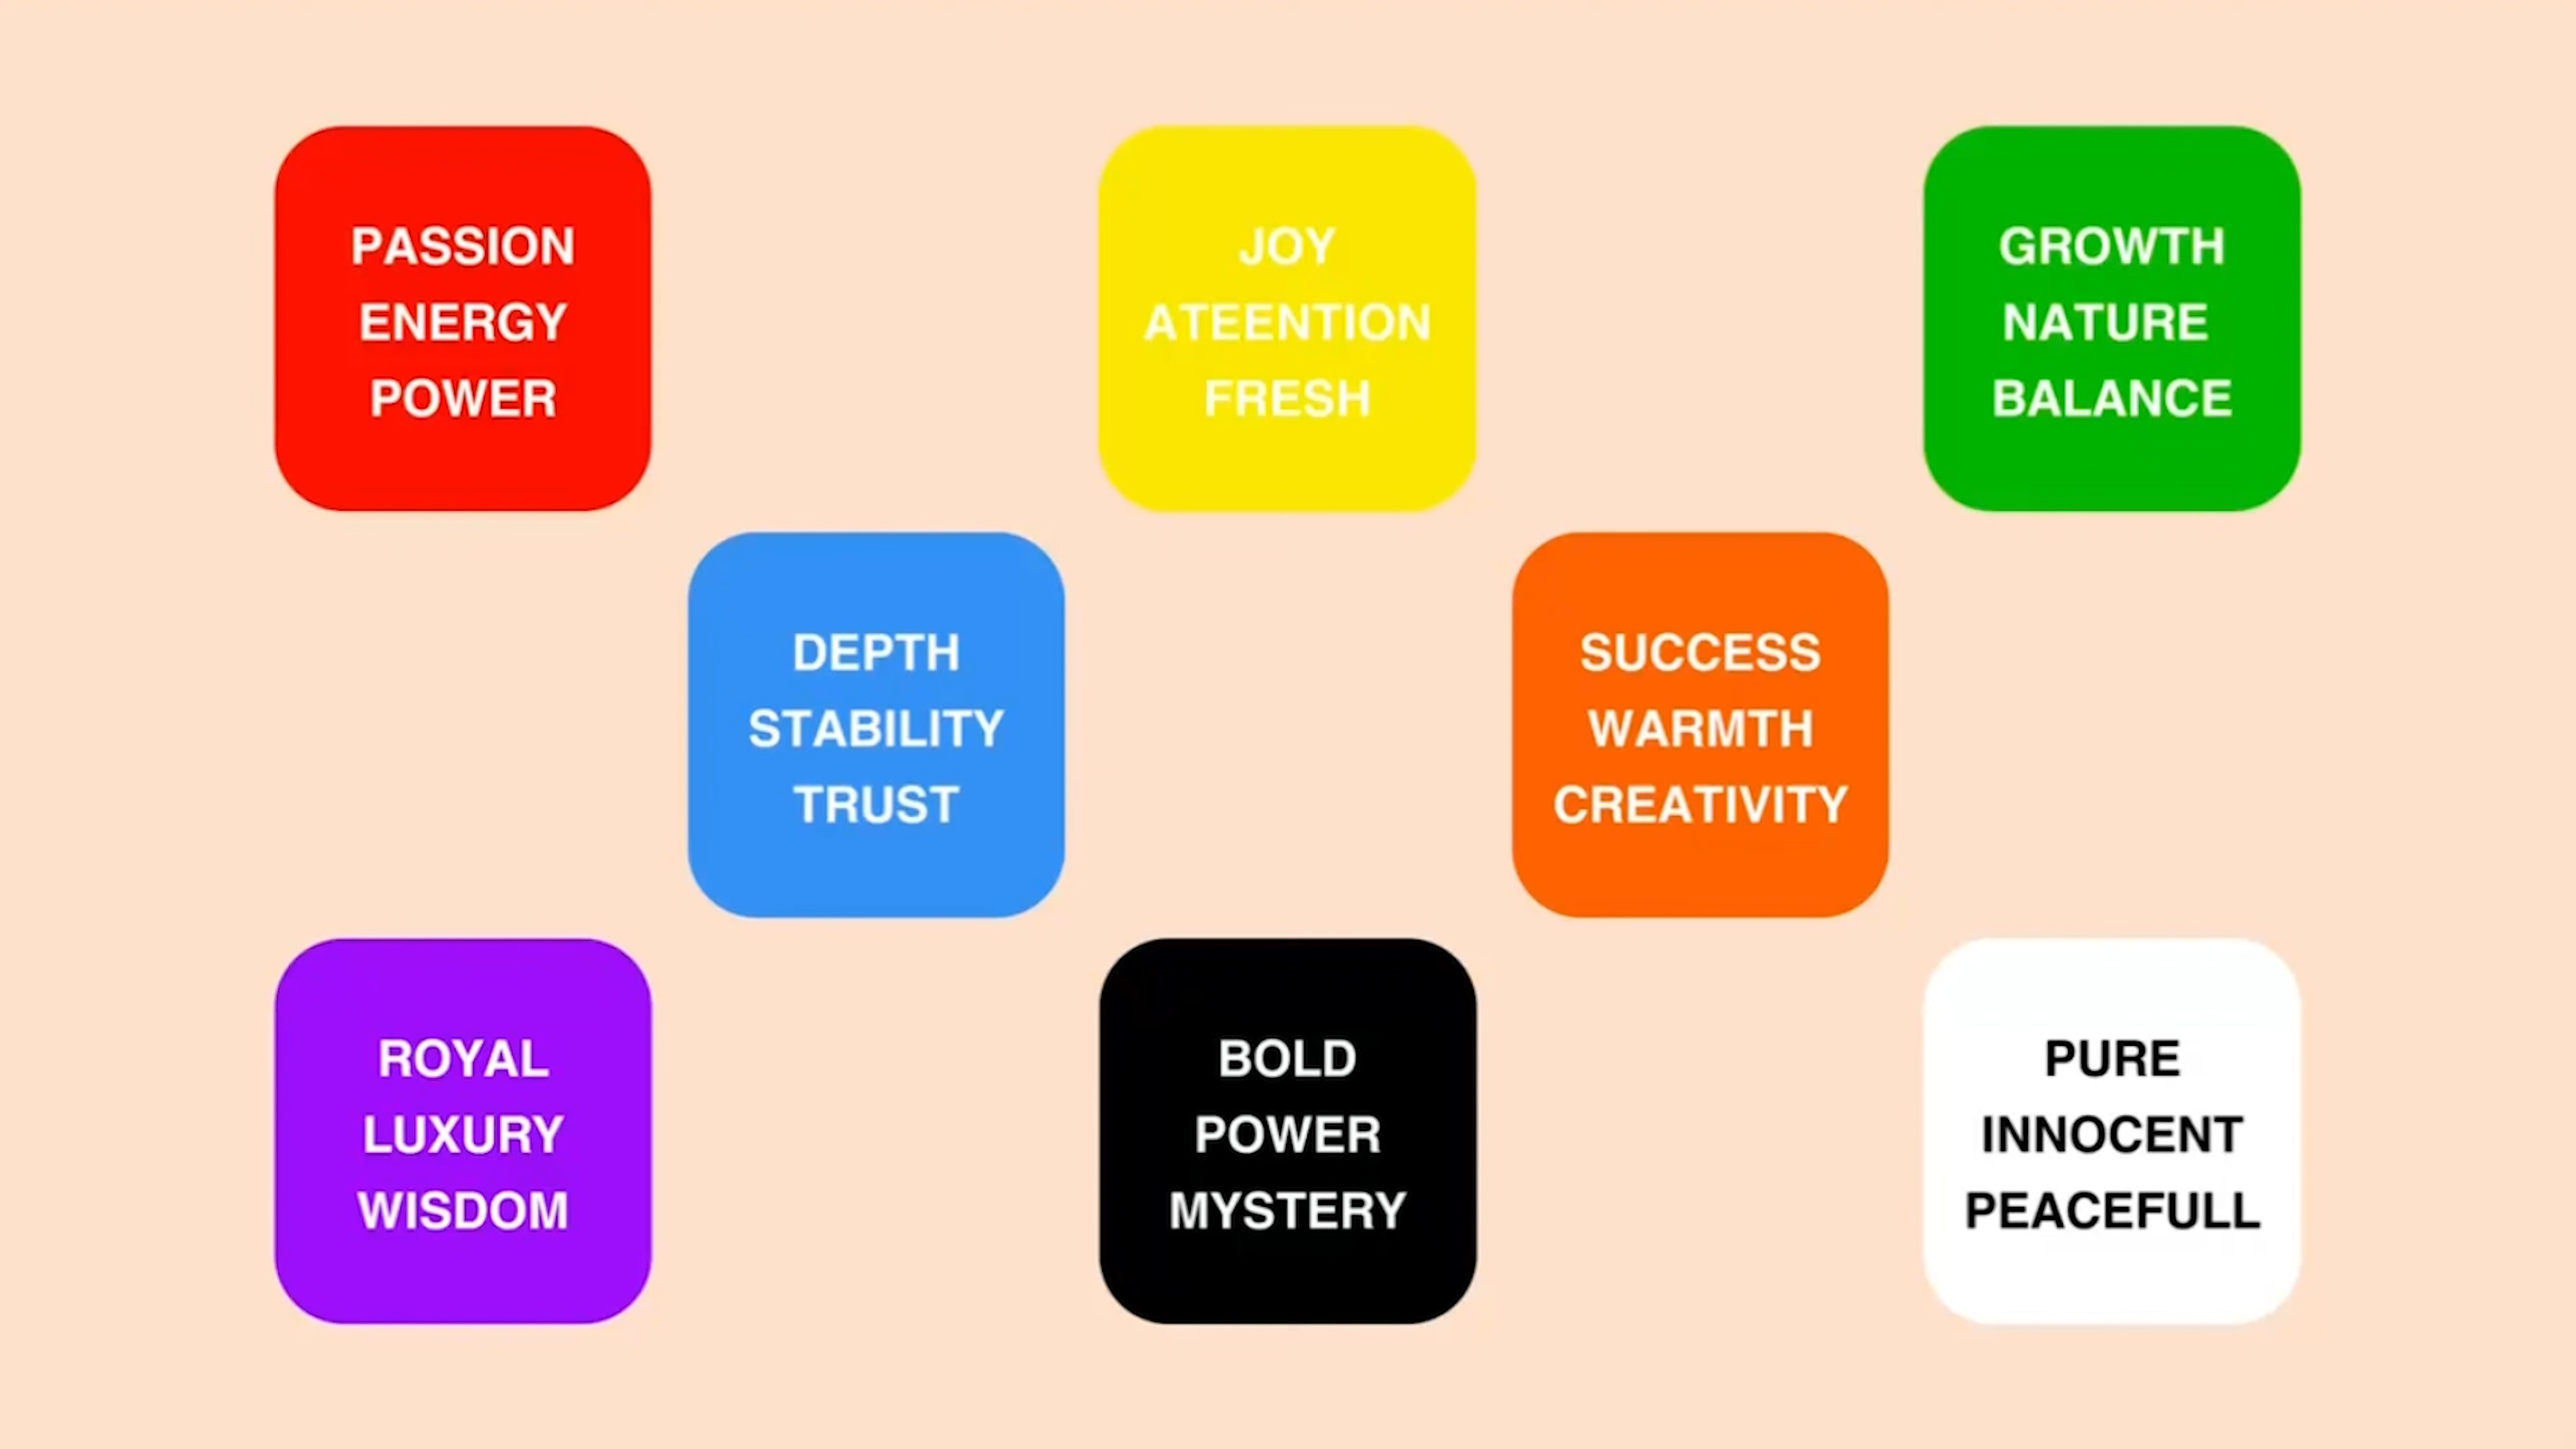 PASSION
ENERGY
POWER
JOY
ATEENTION
FRESH
GROWTH
NATURE
BALANCE
DEPTH
STABILITY
TRUST
SUCCESS
WARMTH
CREATIVITY
ROYAL
LUXURY
WISDOM
BOLD
POWER
MYSTERY
PURE
INNOCENT
PEACEFULL